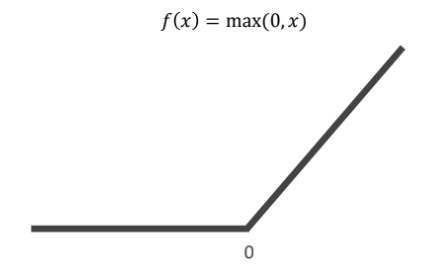 f(x) = max(0, x)
0